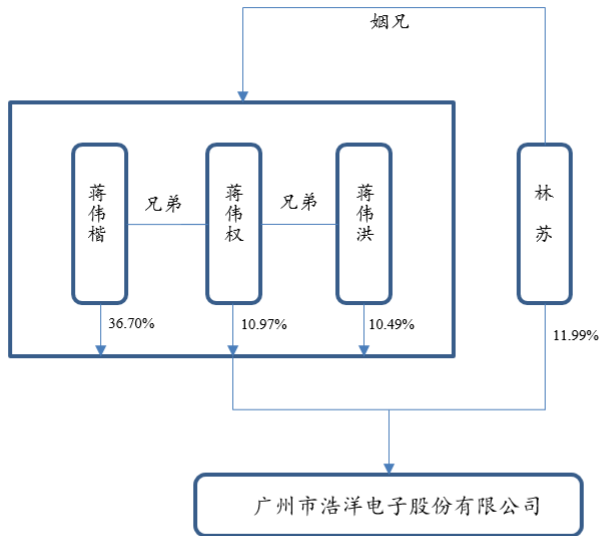 姻兄
蒋伟楷
兄弟
蒋伟权
兄弟
蒋伟洪
林苏
36.70%
10.97%
10.49%
11.99%
广州市浩洋电子股份有限公司